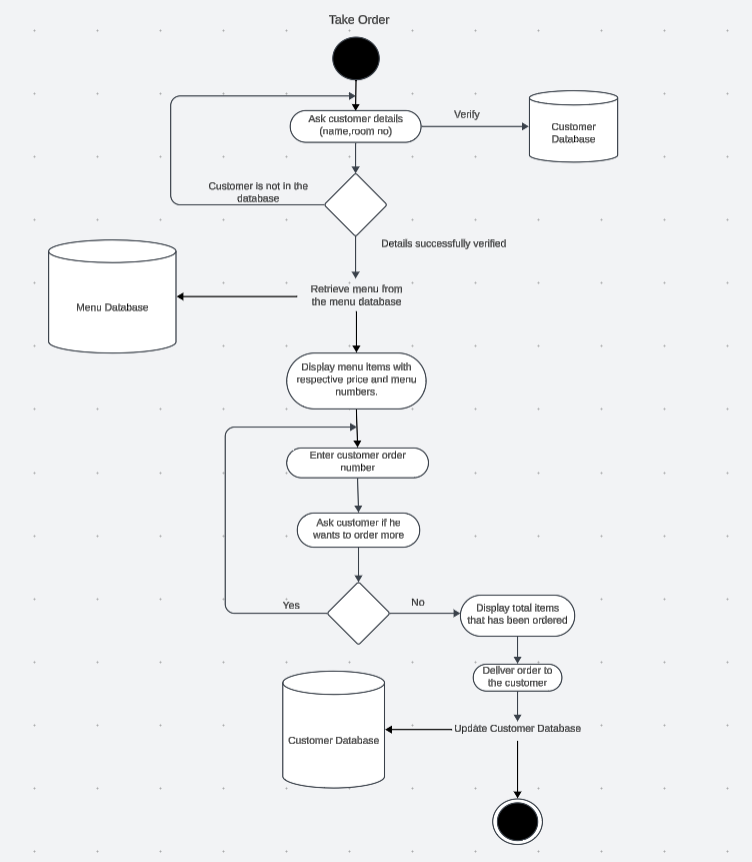 Take Order
Ask customer details
(name,room no)
Verify
Customer
Database
Customer is not in the
database
Details successfully verified
Menu Database
Retrieve menu from
the menu database
Display menu items with
respective price and menu
numbers.
Enter customer order
number
Ask customer if he
wants to order more
Yes
No
Display total items
that has been ordered
Deliver order to
the customer
Customer Database
Update Customer Database